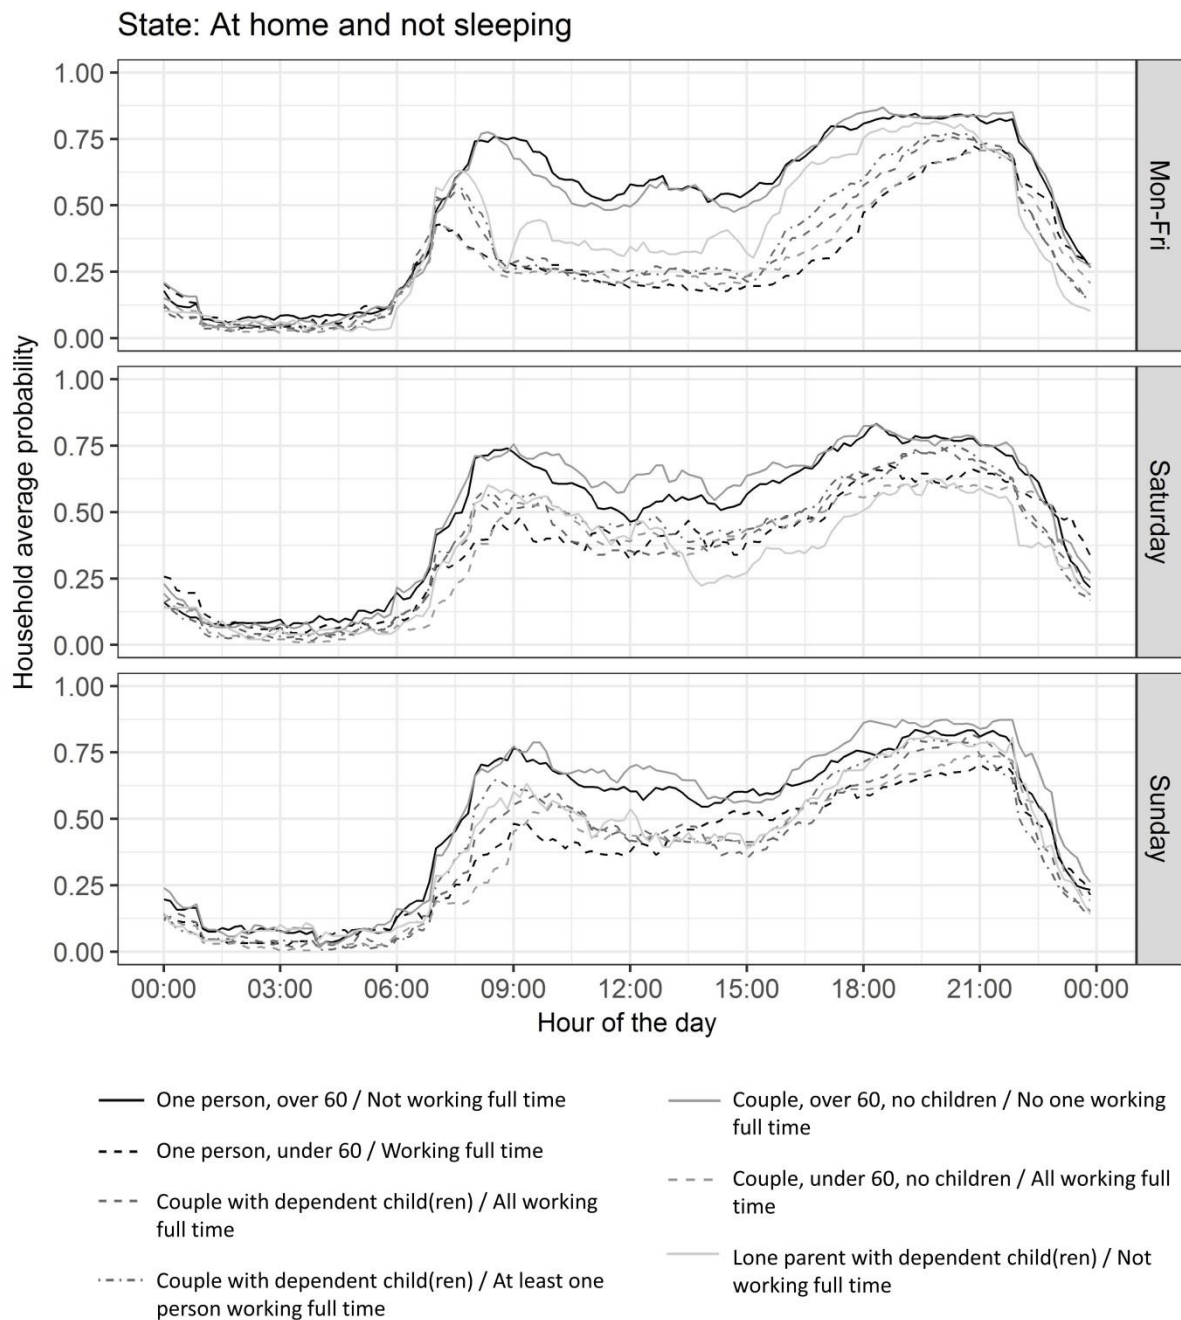 State: At home and not sleeping
1.00
0.75
0.50
0.25
0.00
Mon-Fri
1.00
0.75
0.50
0.25
0.00
Saturday
1.00
0.75
0.50
0.25
0.00
Sunday
Household average probability
00:00 03:00 06:00 09:00 12:00 15:00 18:00 21:00 00:00
Hour of the day
One person, over 60 / Not working full time
One person, under 60 / Working full time
Couple with dependent child(ren) / All working
full time
Couple with dependent child(ren) / At least one
person working full time
Couple, over 60, no children / No one working
full time
Couple, under 60, no children / All working full
time
Lone parent with dependent child(ren) / Not
working full time